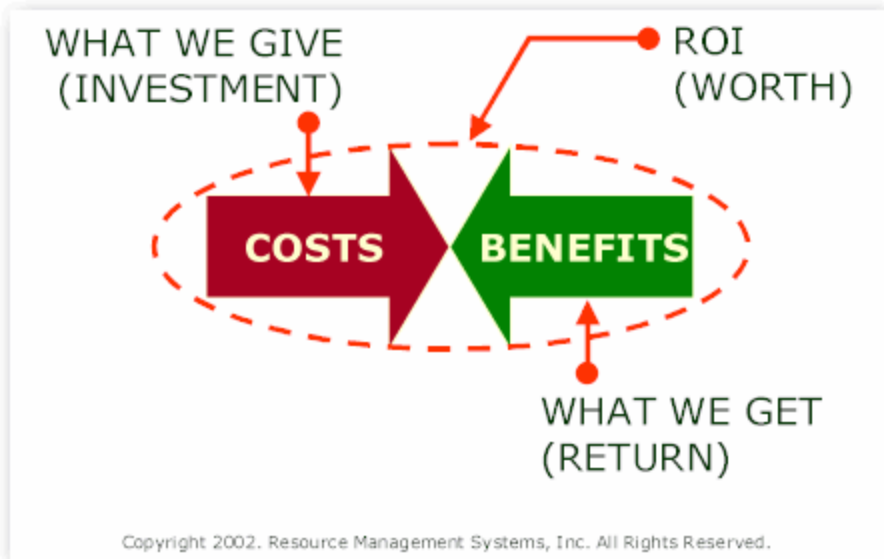 WHAT WE GIVE
(INVESTMENT)
ROI
(WORTH)
COSTS
BENEFITS
WHAT WE GET
(RETURN)
Copyright 2002. Resource Management Systems, Inc. All Rights Reserved.